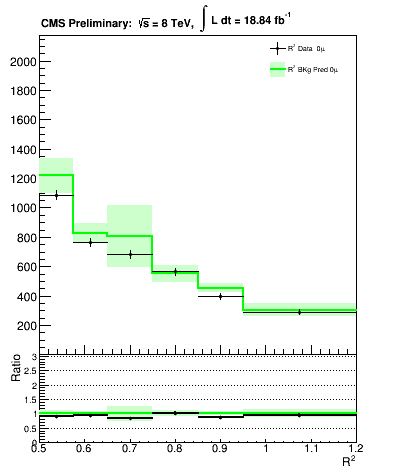 CMS Preliminary: √s = 8 TeV, ∫ L dt = 18.84 fb⁻¹
R² Data 0μ
R² BKg Pred 0μ
2000
1800
1600
1400
1200
1000
800
600
400
200
Ratio
3
2.5
2
1.5
1
0.5
0
0.5 0.6 0.7 0.8 0.9 1 1.1 1.2
R²